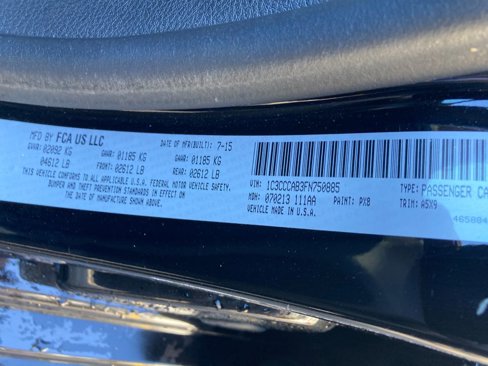 MFD BY FCA US LLC DATE OF MFR(BUILT): 7-15
GVWR: 02092 KG GAWR: 01185 KG GAWR: 01185 KG
04612 LB FRONT: 02612 LB REAR: 02612 LB
THIS VEHICLE CONFORMS TO ALL APPLICABLE U.S.A. FEDERAL MOTOR VEHICLE SAFETY,
BUMPER AND THEFT PREVENTION STANDARDS IN EFFECT ON
THE DATE OF MANUFACTURE SHOWN ABOVE.
VIN: 1C3CCCAB3FN750885 TYPE: PASSENGER CA
MDH: 070213 111AA PAINT: PX8 TRIM: A5X9
VEHICLE MADE IN U.S.A.
465884